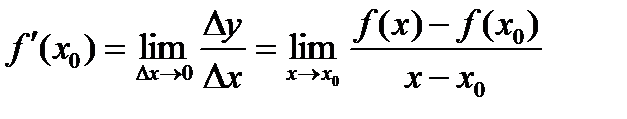 f′(x₀) = lim_{Δx→0} Δy/Δx = lim_{x→x₀} (f(x) − f(x₀))/(x − x₀)